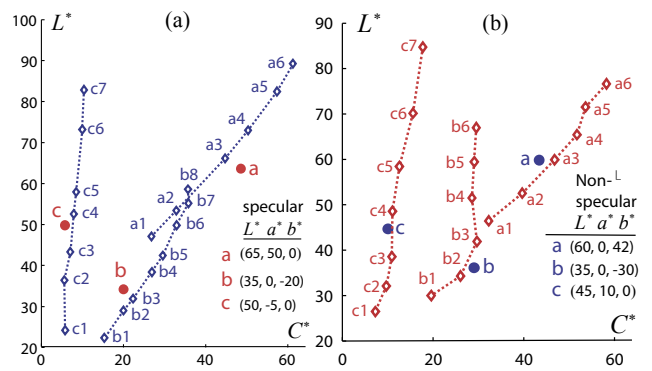 L* (a)
100
90
80
70
60
50
40
30
20
0 20 40 60
C*
c7
c6
c5
c4
c3
c2
c1
a6
a5
a4
a3
a2
a1
b8
b7
b6
b5
b4
b3
b2
b1
a
b
c
specular
L* a* b*
a (65, 50, 0)
b (35, 0, -20)
c (50, -5, 0)
L* (b)
90
80
70
60
50
40
30
20
0 20 40 60
C*
c7
c6
c5
c4
c3
c2
c1
b6
b5
b4
b3
b2
b1
a6
a5
a4
a3
a2
a1
a
b
c
Non-L
specular
L* a* b*
a (60, 0, 42)
b (35, 0, -30)
c (45, 10, 0)